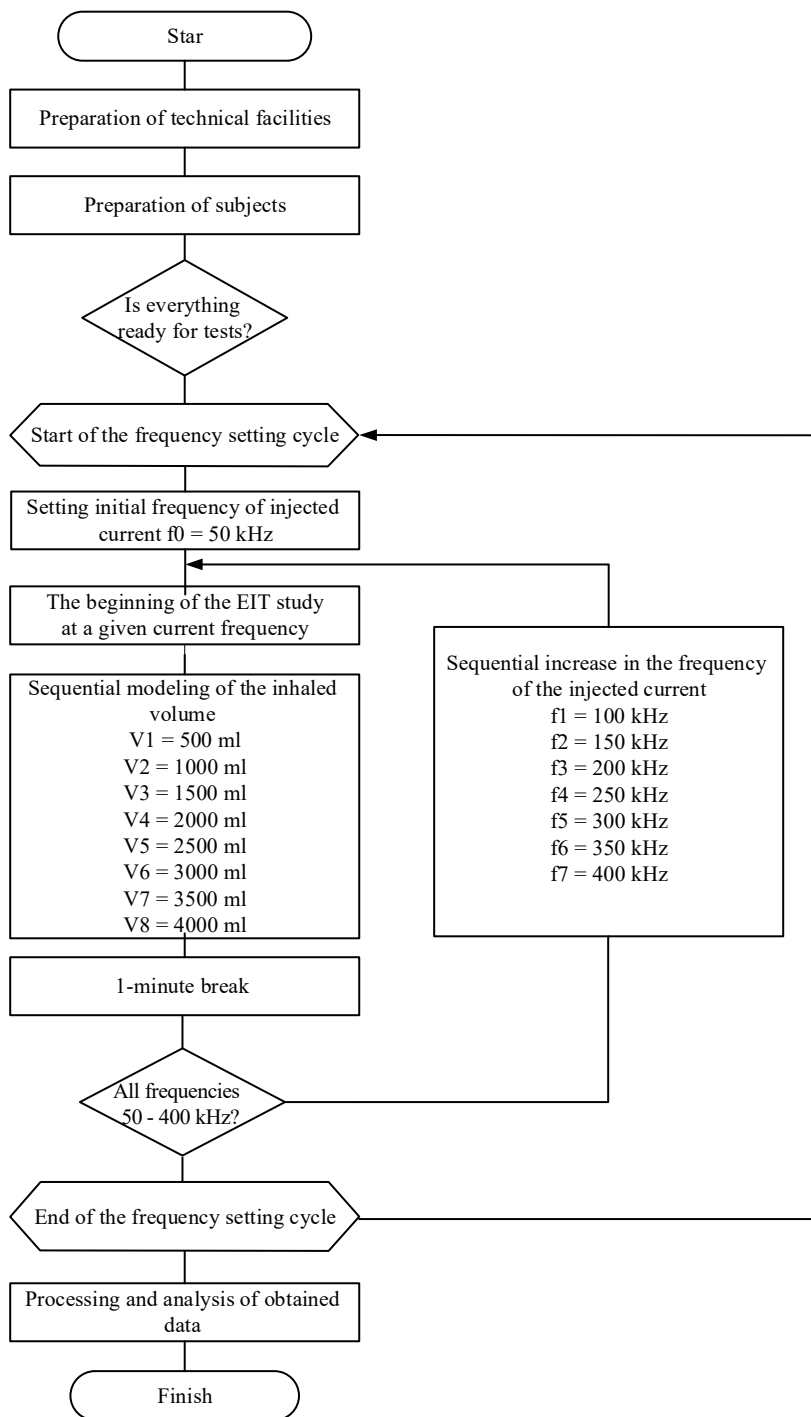 Star
Preparation of technical facilities
Preparation of subjects
Is everything
ready for tests?
Start of the frequency setting cycle
Setting initial frequency of injected
current f0 = 50 kHz
The beginning of the EIT study
at a given current frequency
Sequential modeling of the inhaled
volume
V1 = 500 ml
V2 = 1000 ml
V3 = 1500 ml
V4 = 2000 ml
V5 = 2500 ml
V6 = 3000 ml
V7 = 3500 ml
V8 = 4000 ml
Sequential increase in the frequency
of the injected current
f1 = 100 kHz
f2 = 150 kHz
f3 = 200 kHz
f4 = 250 kHz
f5 = 300 kHz
f6 = 350 kHz
f7 = 400 kHz
1-minute break
All frequencies
50 - 400 kHz?
End of the frequency setting cycle
Processing and analysis of obtained
data
Finish